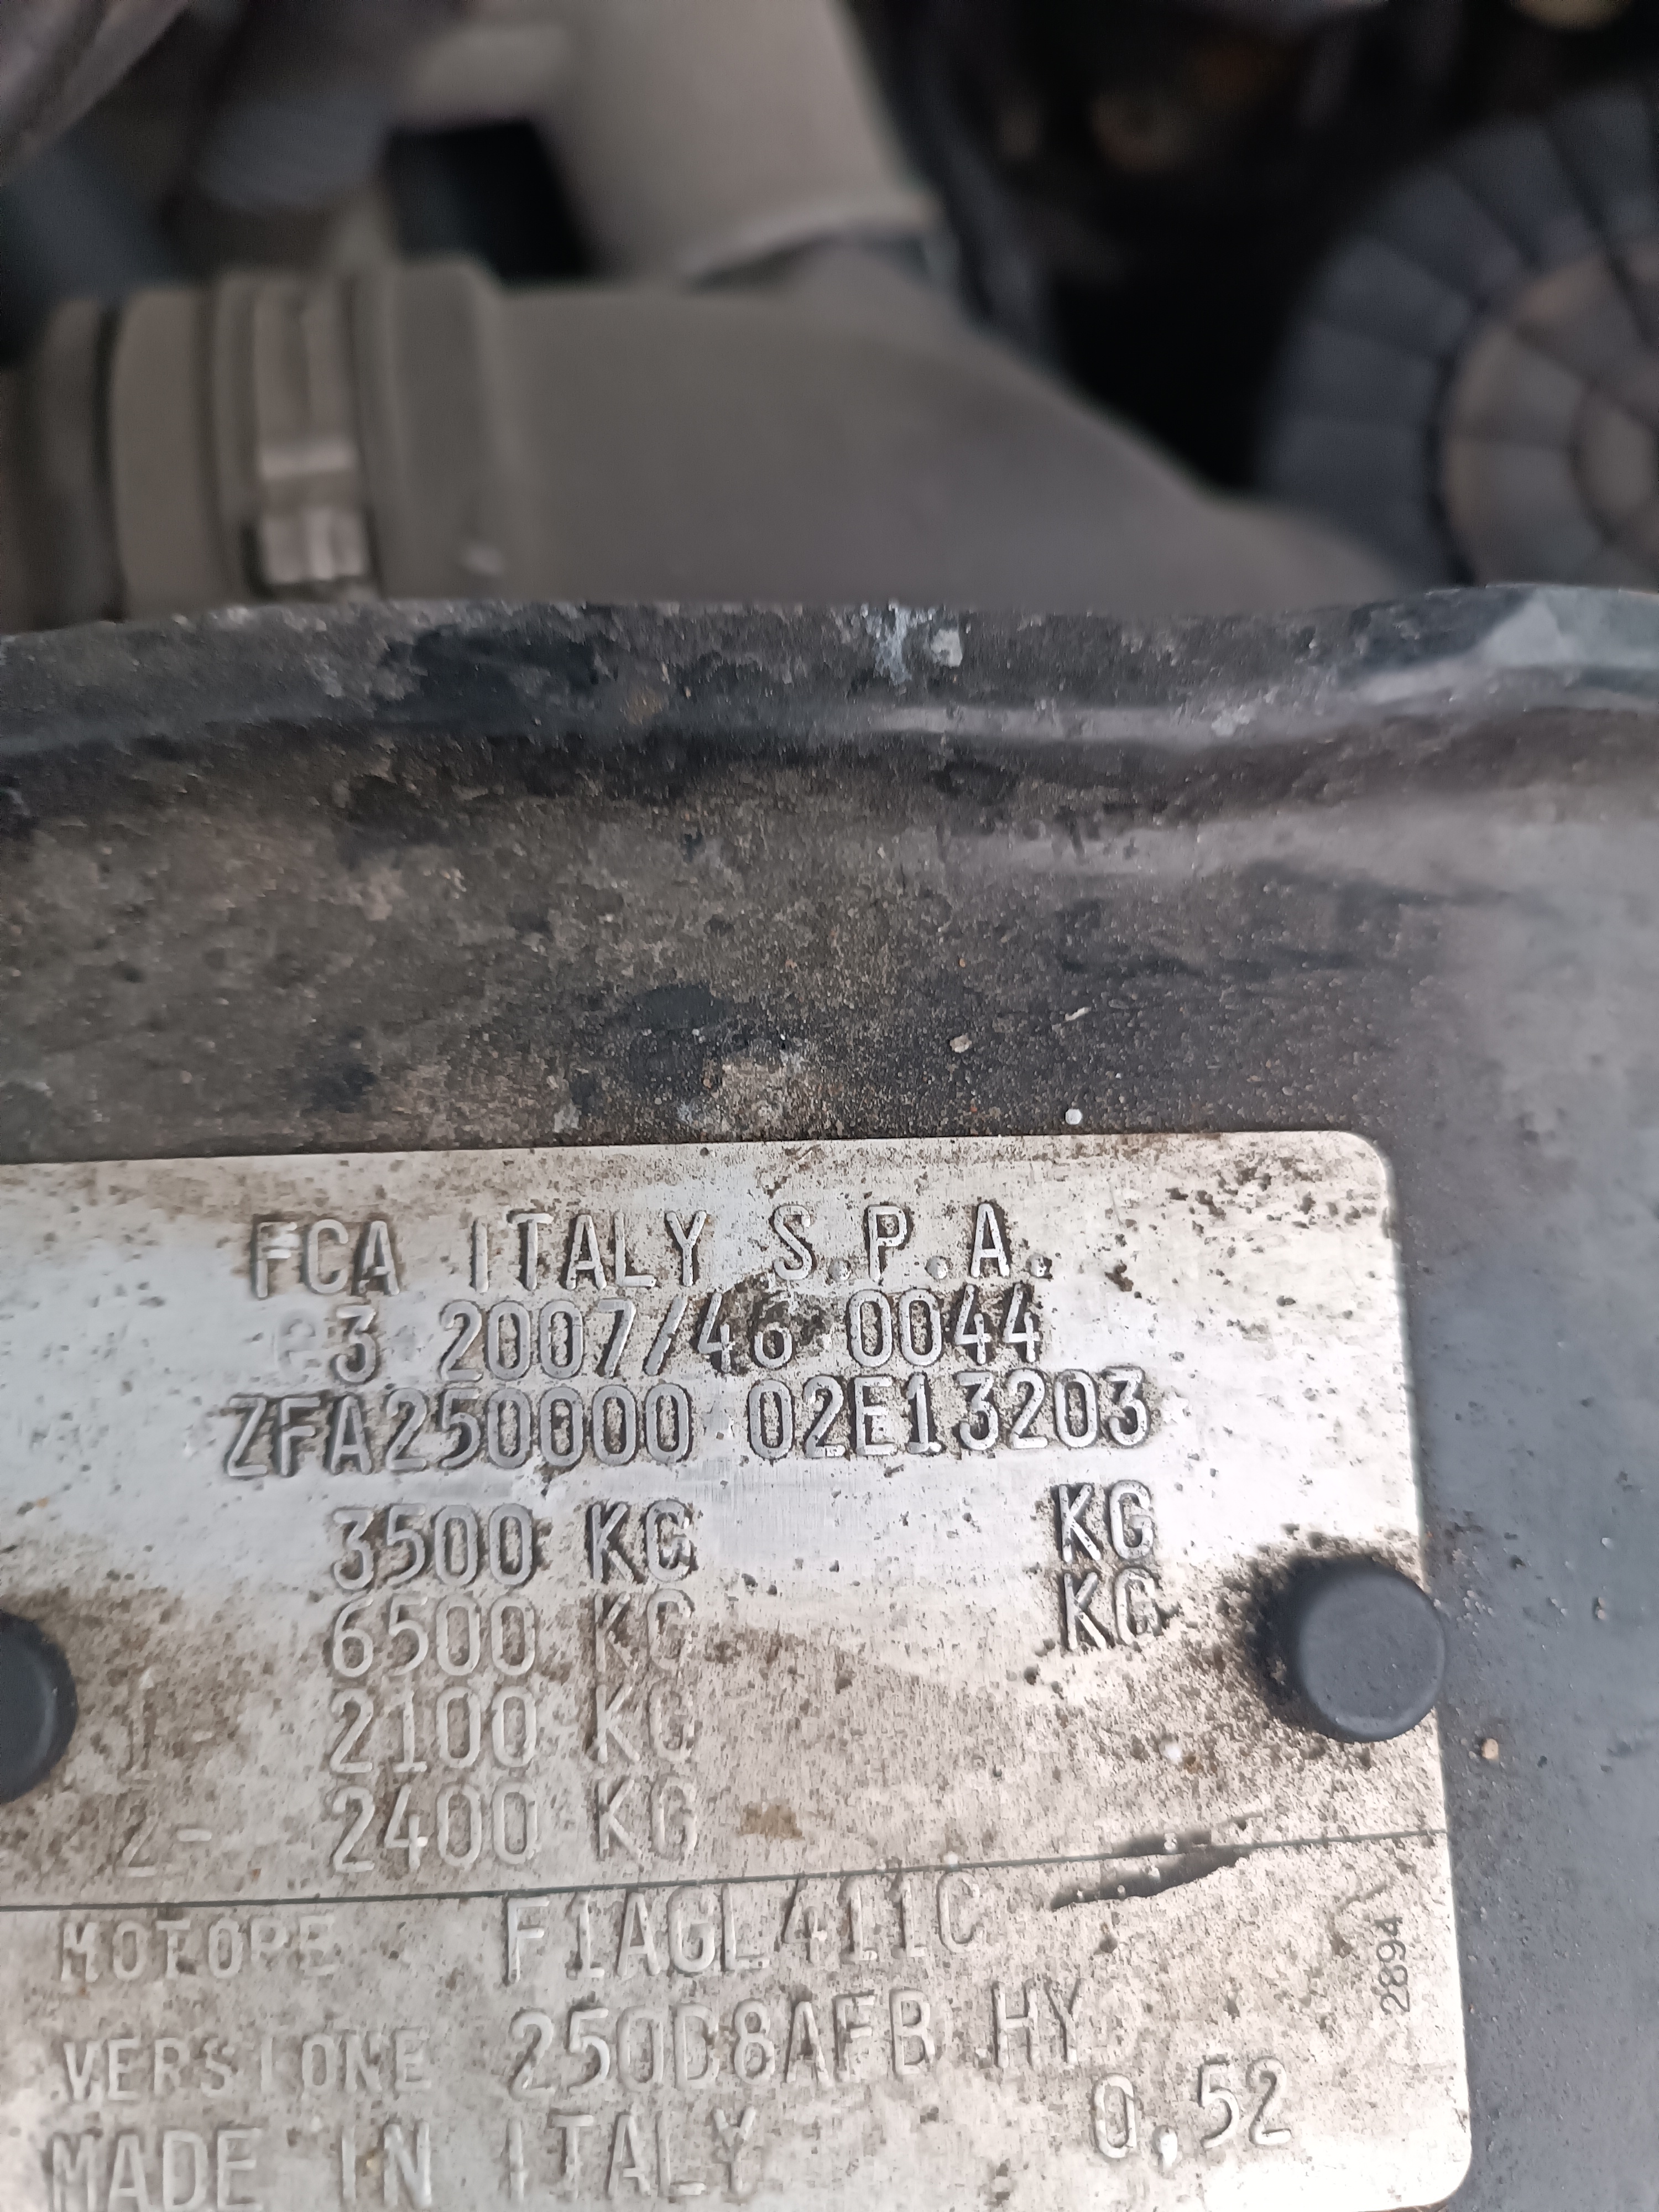 FCA ITALY S.P.A.
e3 2007/46 0044
ZFA250000 02E13203
3500 KG KG
6500 KG KG
1- 2100 KG
2- 2400 KG
MOTORE F1AGL411C
VERSIONE 250D8AFB HY
MADE IN ITALY 0,52
2894